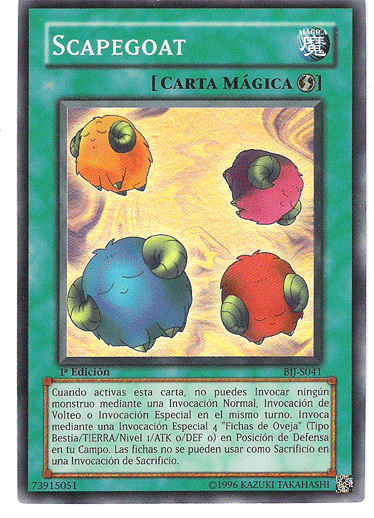 SCAPEGOAT
MÁGICA
魔
[CARTA MÁGICA]
1ª Edición
BIJ-S041
Cuando activas esta carta, no puedes Invocar ningún
monstruo mediante una Invocación Normal, Invocación de
Volteo o Invocación Especial en el mismo turno. Invoca
mediante una Invocación Especial 4 "Fichas de Oveja" (Tipo
Bestia/TIERRA/Nivel 1/ATK 0/DEF 0) en Posición de Defensa
en tu Campo. Las fichas no se pueden usar como Sacrificio en
una Invocación de Sacrificio.
73915051
©1996 KAZUKI TAKAHASHI